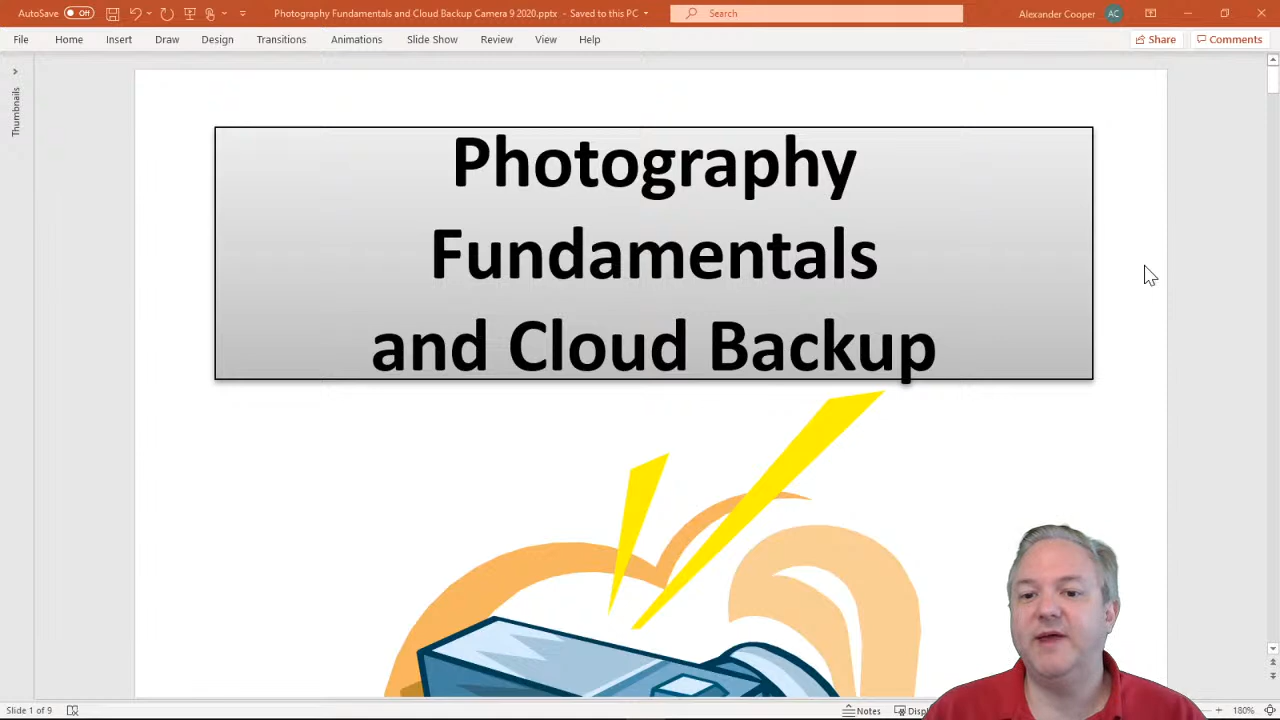 AutoSave Off Photography Fundamentals and Cloud Backup Camera 9 2020.pptx - Saved to this PC Search Alexander Cooper AC
File Home Insert Draw Design Transitions Animations Slide Show Review View Help Share Comments
Thumbnails
Photography
Fundamentals
and Cloud Backup
Slide 1 of 9 Notes 180%